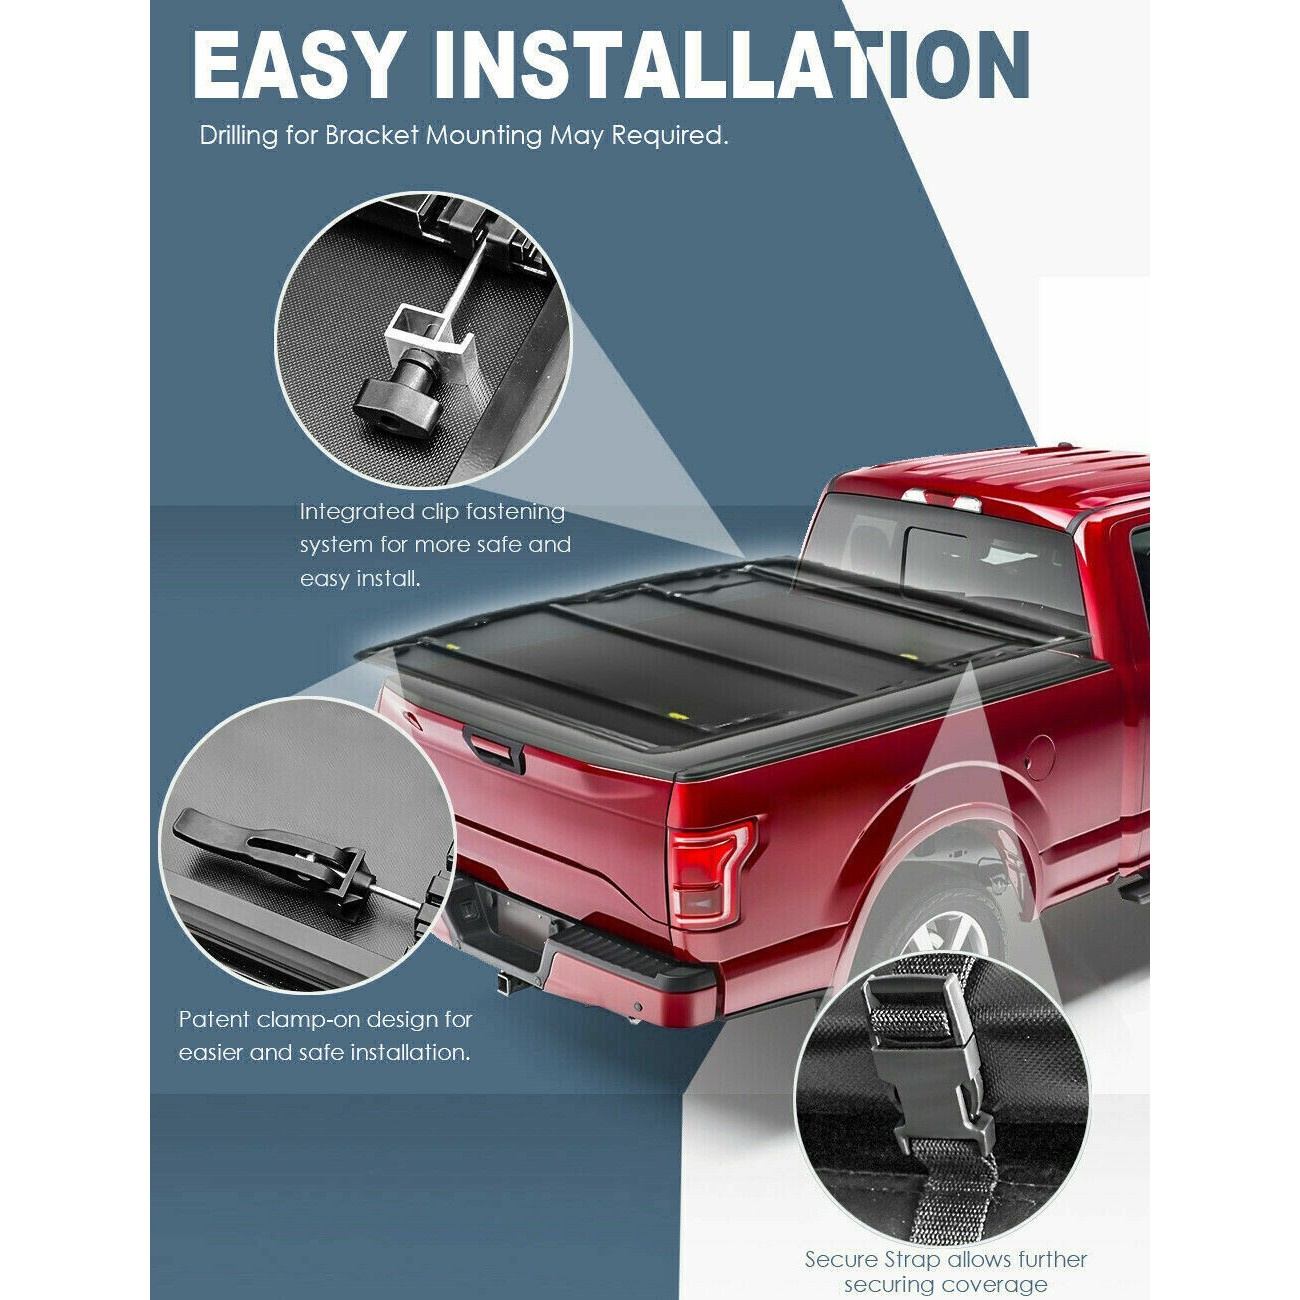 EASY INSTALLATION
Drilling for Bracket Mounting May Required.
Integrated clip fastening
system for more safe and
easy install.
Patent clamp-on design for
easier and safe installation.
Secure Strap allows further
securing coverage